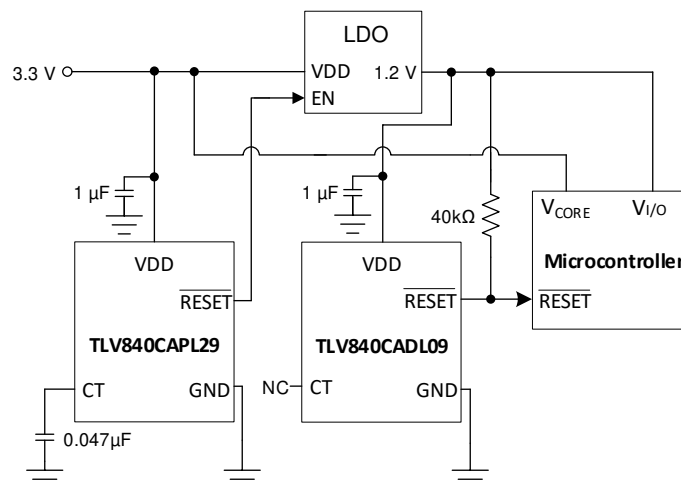 LDO
3.3 V
VDD
1.2 V
EN
1 µF
1 µF
40kΩ
VCORE
VI/O
Microcontroller
RESET
VDD
RESET
TLV840CAPL29
CT
GND
0.047µF
VDD
RESET
TLV840CADL09
NC
CT
GND